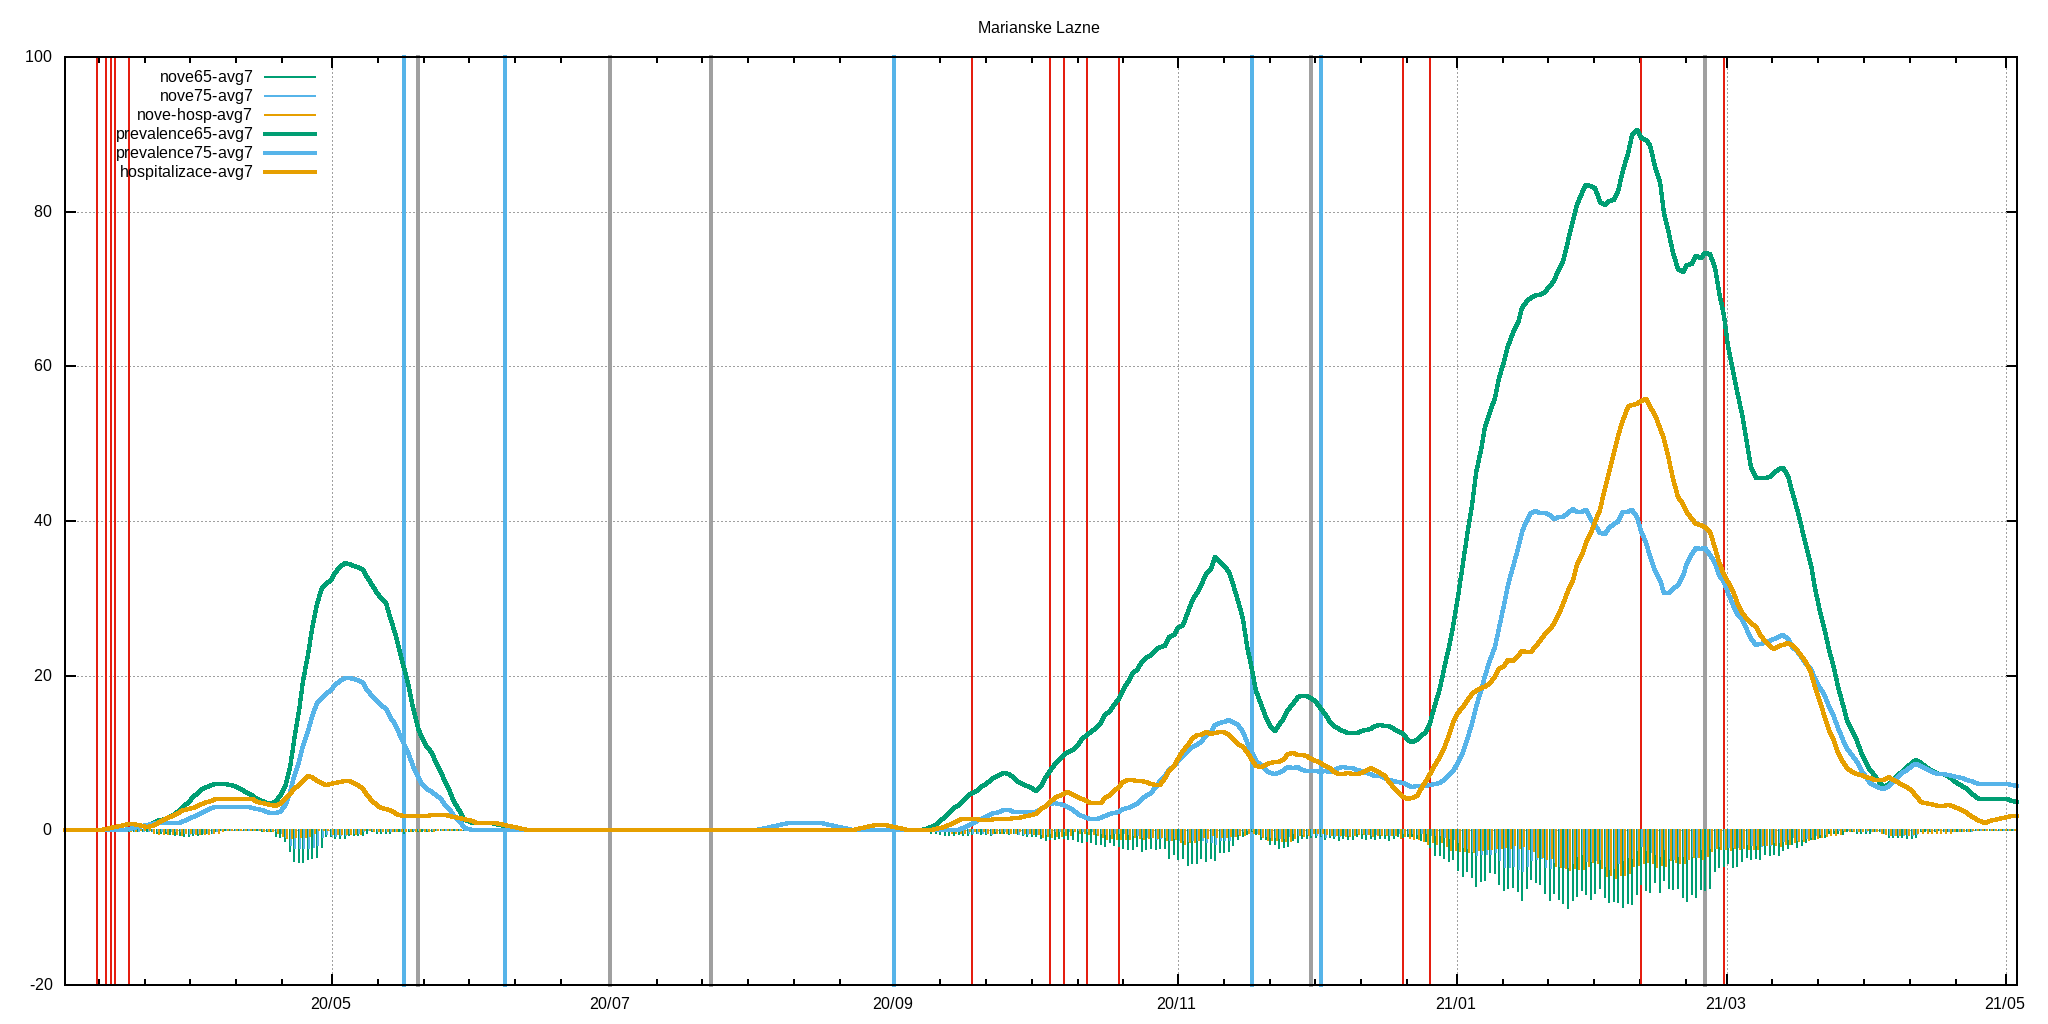 Marianske Lazne
100
nove65-avg7
nove75-avg7
nove-hosp-avg7
prevalence65-avg7
prevalence75-avg7
hospitalizace-avg7
80
60
40
20
0
-20
20/05 20/07 20/09 20/11 21/01 21/03 21/05